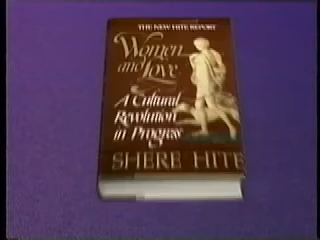 THE NEW HITE REPORT
Women
and Love
A Cultural
Revolution
in Progress
SHERE HITE